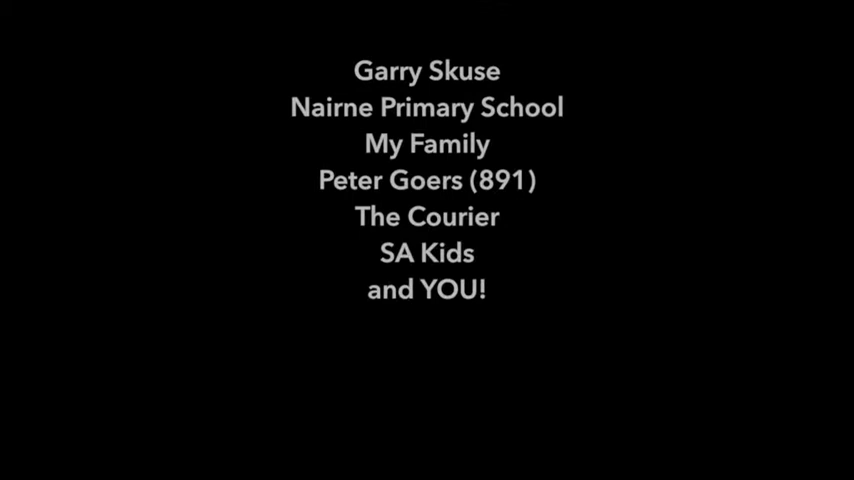 Garry Skuse
Nairne Primary School
My Family
Peter Goers (891)
The Courier
SA Kids
and YOU!